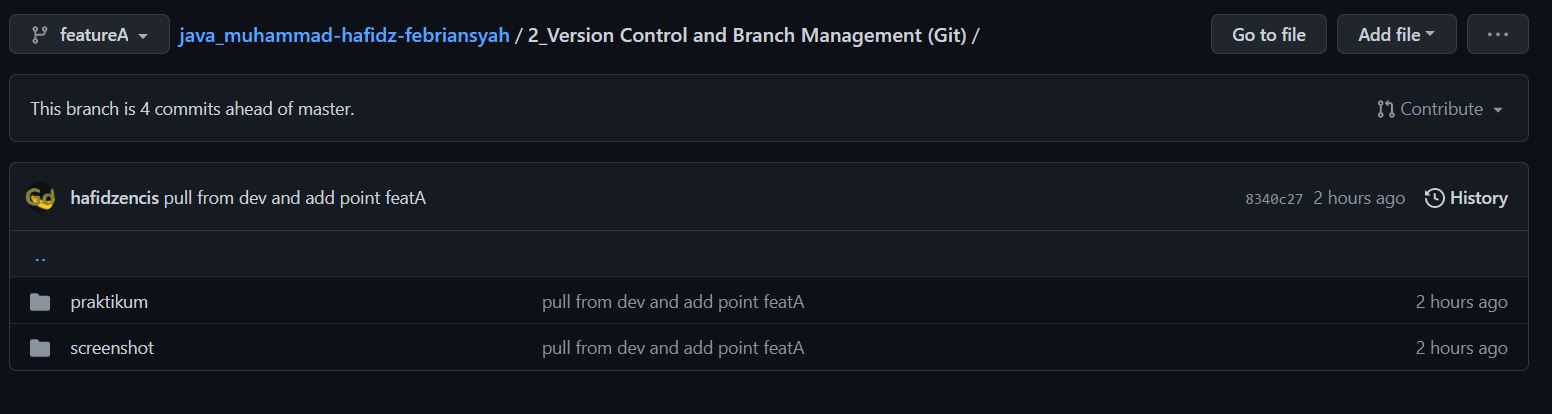 featureA java_muhammad-hafidz-febriansyah / 2_Version Control and Branch Management (Git) / Go to file Add file ...
This branch is 4 commits ahead of master. Contribute
Gd hafidzencis pull from dev and add point featA 8340c27 2 hours ago History
..
praktikum pull from dev and add point featA 2 hours ago
screenshot pull from dev and add point featA 2 hours ago